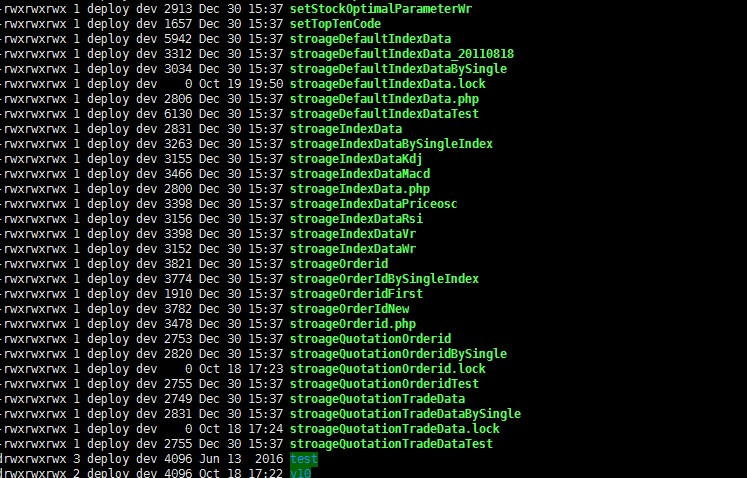 -rwxrwxrwx 1 deploy dev 2913 Dec 30 15:37 setStockOptimalParameterWr
-rwxrwxrwx 1 deploy dev 1657 Dec 30 15:37 setTopTenCode
-rwxrwxrwx 1 deploy dev 5942 Dec 30 15:37 stroageDefaultIndexData
-rwxrwxrwx 1 deploy dev 3312 Dec 30 15:37 stroageDefaultIndexData_20110818
-rwxrwxrwx 1 deploy dev 3034 Dec 30 15:37 stroageDefaultIndexDataBySingle
-rwxrwxrwx 1 deploy dev 0 Oct 19 19:50 stroageDefaultIndexData.lock
-rwxrwxrwx 1 deploy dev 2806 Dec 30 15:37 stroageDefaultIndexData.php
-rwxrwxrwx 1 deploy dev 6130 Dec 30 15:37 stroageDefaultIndexDataTest
-rwxrwxrwx 1 deploy dev 2831 Dec 30 15:37 stroageIndexData
-rwxrwxrwx 1 deploy dev 3263 Dec 30 15:37 stroageIndexDataBySingleIndex
-rwxrwxrwx 1 deploy dev 3155 Dec 30 15:37 stroageIndexDataKdj
-rwxrwxrwx 1 deploy dev 3466 Dec 30 15:37 stroageIndexDataMacd
-rwxrwxrwx 1 deploy dev 2800 Dec 30 15:37 stroageIndexData.php
-rwxrwxrwx 1 deploy dev 3398 Dec 30 15:37 stroageIndexDataPriceosc
-rwxrwxrwx 1 deploy dev 3156 Dec 30 15:37 stroageIndexDataRsi
-rwxrwxrwx 1 deploy dev 3398 Dec 30 15:37 stroageIndexDataVr
-rwxrwxrwx 1 deploy dev 3152 Dec 30 15:37 stroageIndexDataWr
-rwxrwxrwx 1 deploy dev 3821 Dec 30 15:37 stroageOrderid
-rwxrwxrwx 1 deploy dev 3774 Dec 30 15:37 stroageOrderIdBySingleIndex
-rwxrwxrwx 1 deploy dev 1910 Dec 30 15:37 stroageOrderidFirst
-rwxrwxrwx 1 deploy dev 3782 Dec 30 15:37 stroageOrderIdNew
-rwxrwxrwx 1 deploy dev 3478 Dec 30 15:37 stroageOrderid.php
-rwxrwxrwx 1 deploy dev 2753 Dec 30 15:37 stroageQuotationOrderid
-rwxrwxrwx 1 deploy dev 2820 Dec 30 15:37 stroageQuotationOrderidBySingle
-rwxrwxrwx 1 deploy dev 0 Oct 18 17:23 stroageQuotationOrderid.lock
-rwxrwxrwx 1 deploy dev 2755 Dec 30 15:37 stroageQuotationOrderidTest
-rwxrwxrwx 1 deploy dev 2749 Dec 30 15:37 stroageQuotationTradeData
-rwxrwxrwx 1 deploy dev 2831 Dec 30 15:37 stroageQuotationTradeDataBySingle
-rwxrwxrwx 1 deploy dev 0 Oct 18 17:24 stroageQuotationTradeData.lock
-rwxrwxrwx 1 deploy dev 2755 Dec 30 15:37 stroageQuotationTradeDataTest
drwxrwxrwx 3 deploy dev 4096 Jun 13 2016 test
drwxrwxrwx 2 deploy dev 4096 Oct 18 17:22 v10